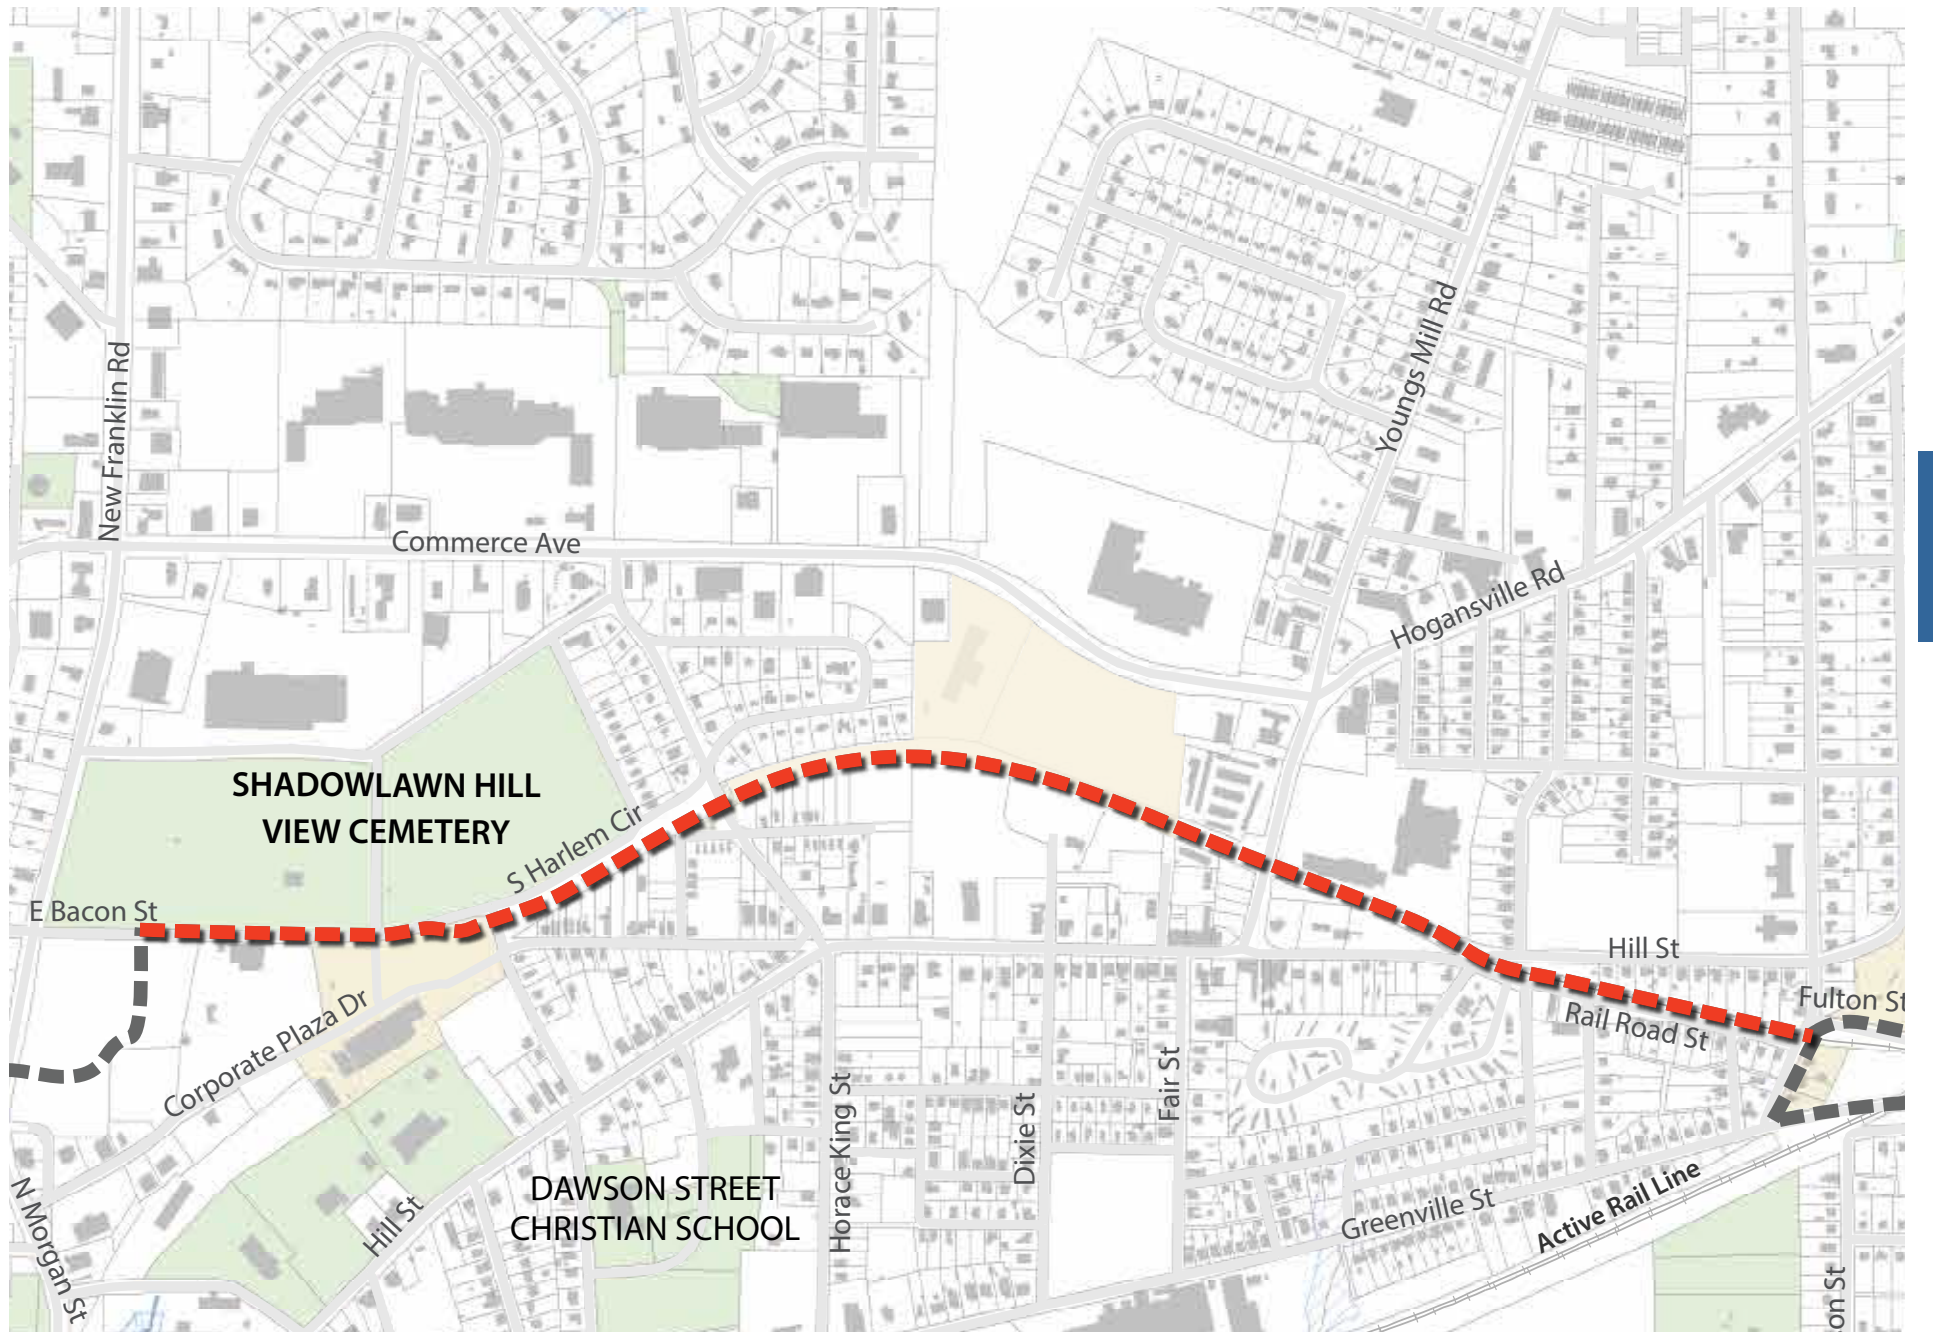 New Franklin Rd
Youngs Mill Rd
Commerce Ave
Hogansville Rd
SHADOWLAWN HILL
VIEW CEMETERY
S Harlem Cir
E Bacon St
Hill St
Fulton St
Rail Road St
Corporate Plaza Dr
Horace King St
Dixie St
Fair St
DAWSON STREET
CHRISTIAN SCHOOL
N Morgan St
Hill St
Greenville St
Active Rail Line
on St